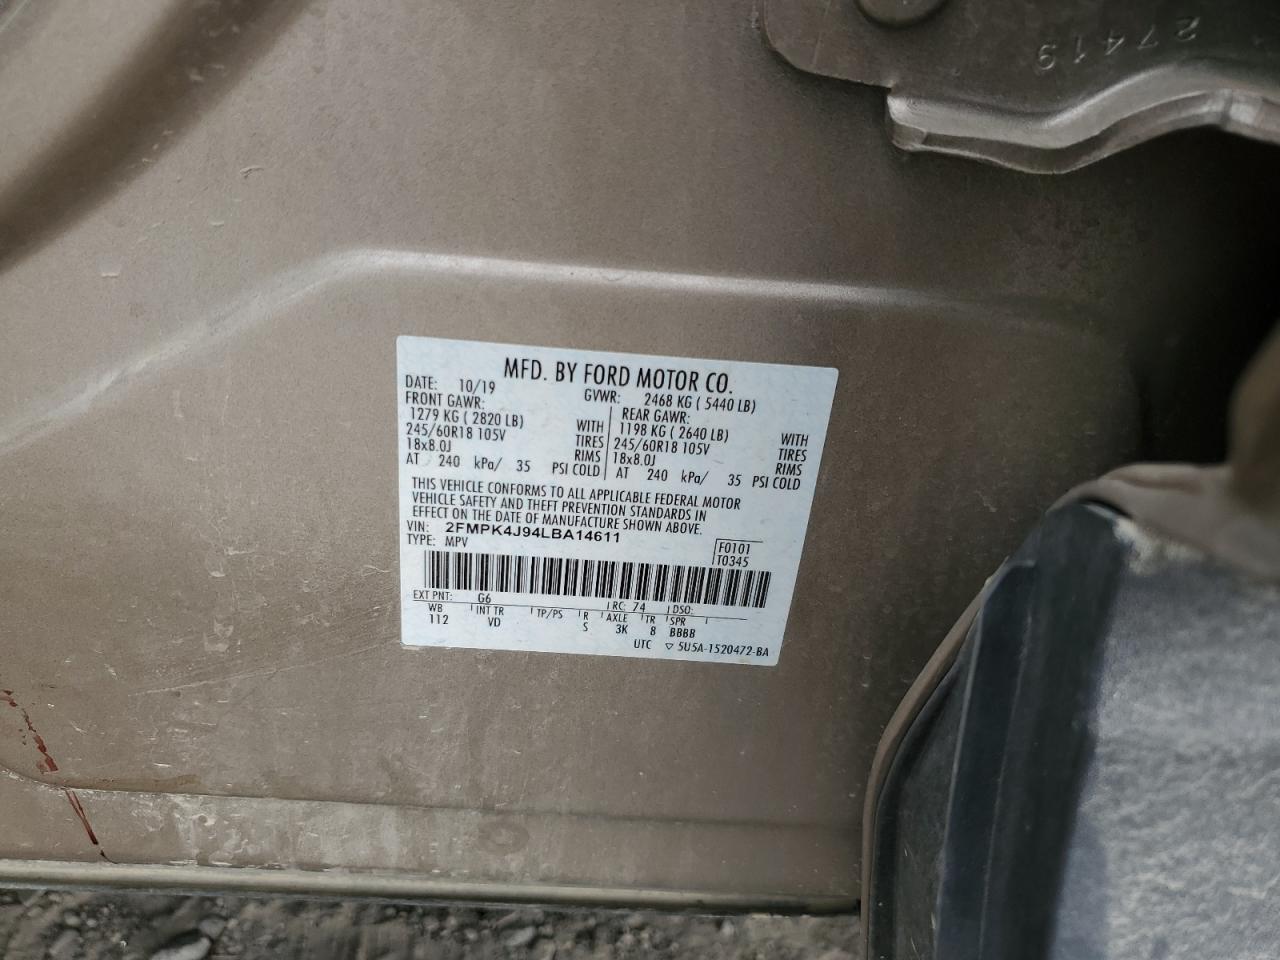 27419
MFD. BY FORD MOTOR CO.
DATE: 10/19 GVWR: 2468 KG ( 5440 LB)
FRONT GAWR: REAR GAWR:
1279 KG ( 2820 LB) WITH 1198 KG ( 2640 LB) WITH
245/60R18 105V TIRES 245/60R18 105V TIRES
18x8.0J RIMS 18x8.0J RIMS
AT 240 kPa/ 35 PSI COLD AT 240 kPa/ 35 PSI COLD
THIS VEHICLE CONFORMS TO ALL APPLICABLE FEDERAL MOTOR
VEHICLE SAFETY AND THEFT PREVENTION STANDARDS IN
EFFECT ON THE DATE OF MANUFACTURE SHOWN ABOVE.
VIN: 2FMPK4J94LBA14611
TYPE: MPV F0101
T0345
EXT PNT: G6 RC: 74 DSO:
WB INT TR TP/PS R AXLE TR SPR
112 VD S 3K 8 BBBB
UTC ▽ 5U5A-1520472-BA